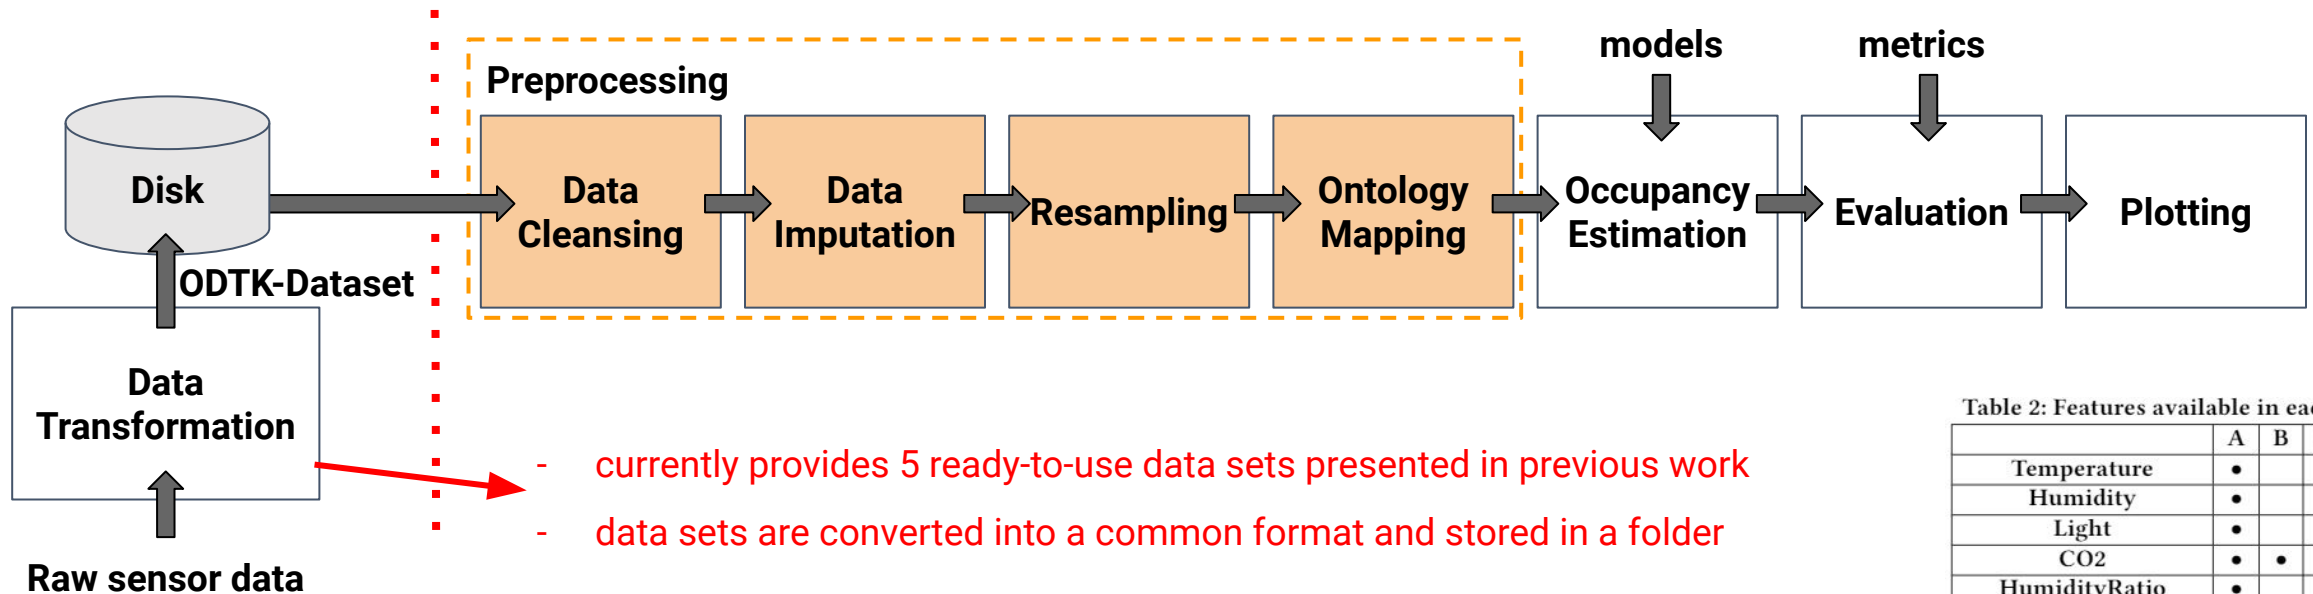 models
metrics
Preprocessing
Disk
Data
Cleansing
Data
Imputation
Resampling
Ontology
Mapping
Occupancy
Estimation
Evaluation
Plotting
ODTK-Dataset
Data
Transformation
Raw sensor data
- currently provides 5 ready-to-use data sets presented in previous work
- data sets are converted into a common format and stored in a folder
Table 2: Features available in
A B
Temperature •
Humidity •
Light •
CO2 • •
HumidityRatio •